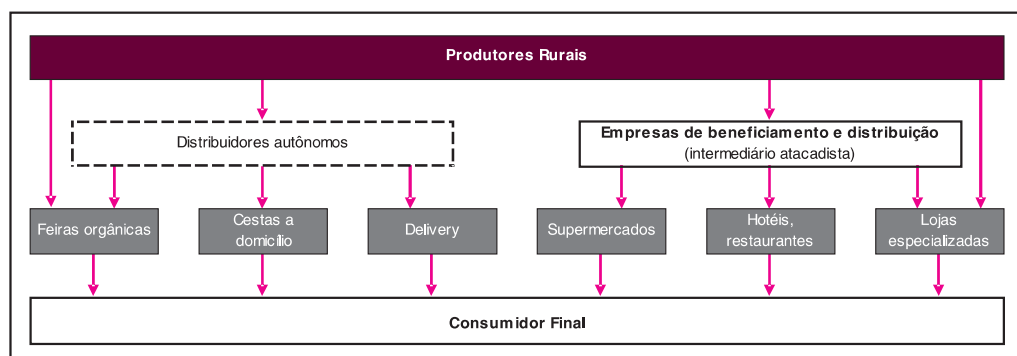 Produtores Rurais
Distribuidores autônomos
Empresas de beneficiamento e distribuição
(intermediário atacadista)
Feiras orgânicas
Cestas a
domicílio
Delivery
Supermercados
Hotéis,
restaurantes
Lojas
especializadas
Consumidor Final